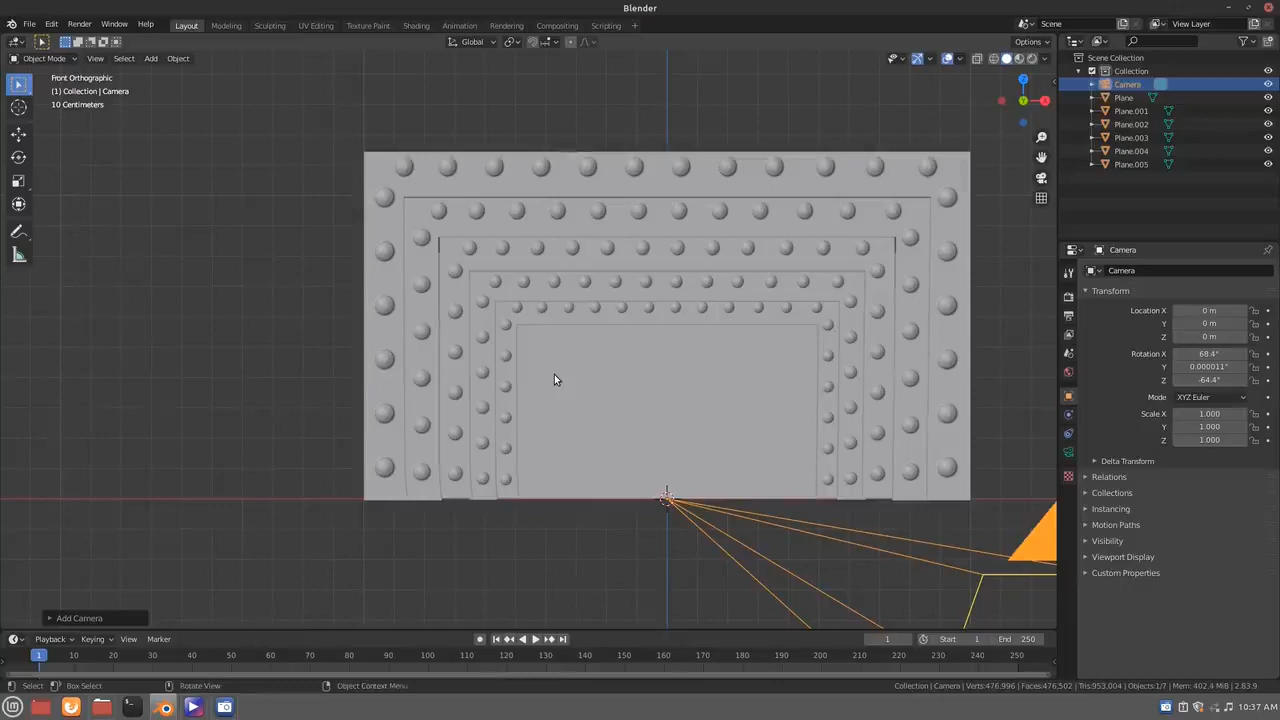 Blender
File Edit Render Window Help Layout Modeling Sculpting UV Editing Texture Paint Shading Animation Rendering Compositing Scripting + Scene View Layer
Global Options
Object Mode View Select Add Object
Front Orthographic
(1) Collection | Camera
10 Centimeters
Scene Collection
Collection
Camera
Plane
Plane.001
Plane.002
Plane.003
Plane.004
Plane.005
Camera
Camera
Transform
Location X 0 m
Y 0 m
Z 0 m
Rotation X 68.4°
Y 0.000011°
Z -64.4°
Mode XYZ Euler
Scale X 1.000
Y 1.000
Z 1.000
Delta Transform
Relations
Collections
Instancing
Motion Paths
Visibility
Viewport Display
Custom Properties
Add Camera
Playback Keying View Marker 1 Start 1 End 250
1 10 20 30 40 50 60 70 80 90 100 110 120 130 140 150 160 170 180 190 200 210 220 230 240 250
Select Box Select Rotate View Object Context Menu Collection | Camera | Verts:476,996 | Faces:476,502 | Tris:953,004 | Objects:1/7 | Mem: 402.4 MiB | 2.83.9
10:37 AM